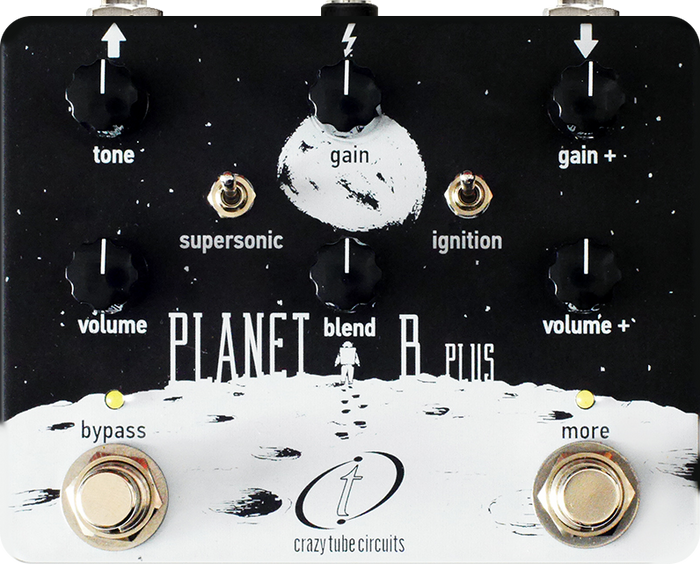 tone
gain
gain +
supersonic
ignition
volume
blend
volume +
PLANET B PLUS
bypass
more
t
crazy tube circuits